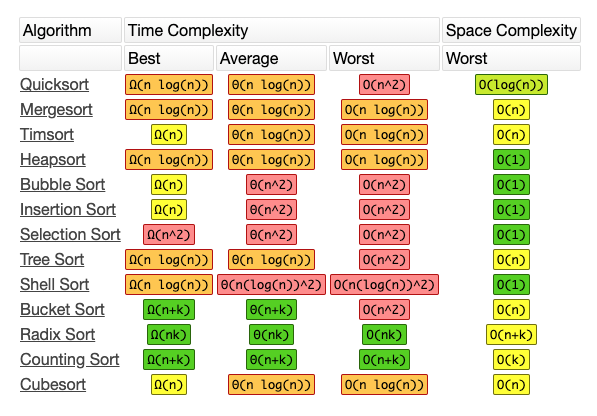 Algorithm Time Complexity Space Complexity
Best Average Worst Worst
Quicksort Ω(n log(n)) θ(n log(n)) O(n^2) O(log(n))
Mergesort Ω(n log(n)) θ(n log(n)) O(n log(n)) O(n)
Timsort Ω(n) θ(n log(n)) O(n log(n)) O(n)
Heapsort Ω(n log(n)) θ(n log(n)) O(n log(n)) O(1)
Bubble Sort Ω(n) θ(n^2) O(n^2) O(1)
Insertion Sort Ω(n) θ(n^2) O(n^2) O(1)
Selection Sort Ω(n^2) θ(n^2) O(n^2) O(1)
Tree Sort Ω(n log(n)) θ(n log(n)) O(n^2) O(n)
Shell Sort Ω(n log(n)) θ(n(log(n))^2) O(n(log(n))^2) O(1)
Bucket Sort Ω(n+k) θ(n+k) O(n^2) O(n)
Radix Sort Ω(nk) θ(nk) O(nk) O(n+k)
Counting Sort Ω(n+k) θ(n+k) O(n+k) O(k)
Cubesort Ω(n) θ(n log(n)) O(n log(n)) O(n)